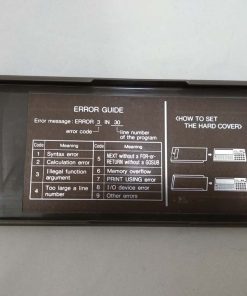 ERROR GUIDE
Error message: ERROR 3 IN 30
error code
line number
of the program
Code Meaning
1 Syntax error
2 Calculation error
3 Illegal function
argument
4 Too large a line
number
Code Meaning
5 NEXT without a FOR-or-
RETURN without a GOSUB
6 Memory overflow
7 PRINT USING error
8 I/O device error
9 Other errors
<HOW TO SET
THE HARD COVER>